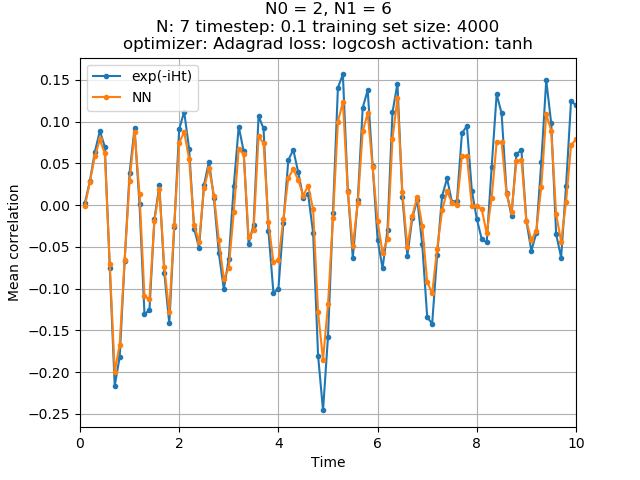 N0 = 2, N1 = 6
N: 7 timestep: 0.1 training set size: 4000
optimizer: Adagrad loss: logcosh activation: tanh
exp(-iHt)
NN
0.15
0.10
0.05
0.00
−0.05
−0.10
−0.15
−0.20
−0.25
Mean correlation
0 2 4 6 8 10
Time